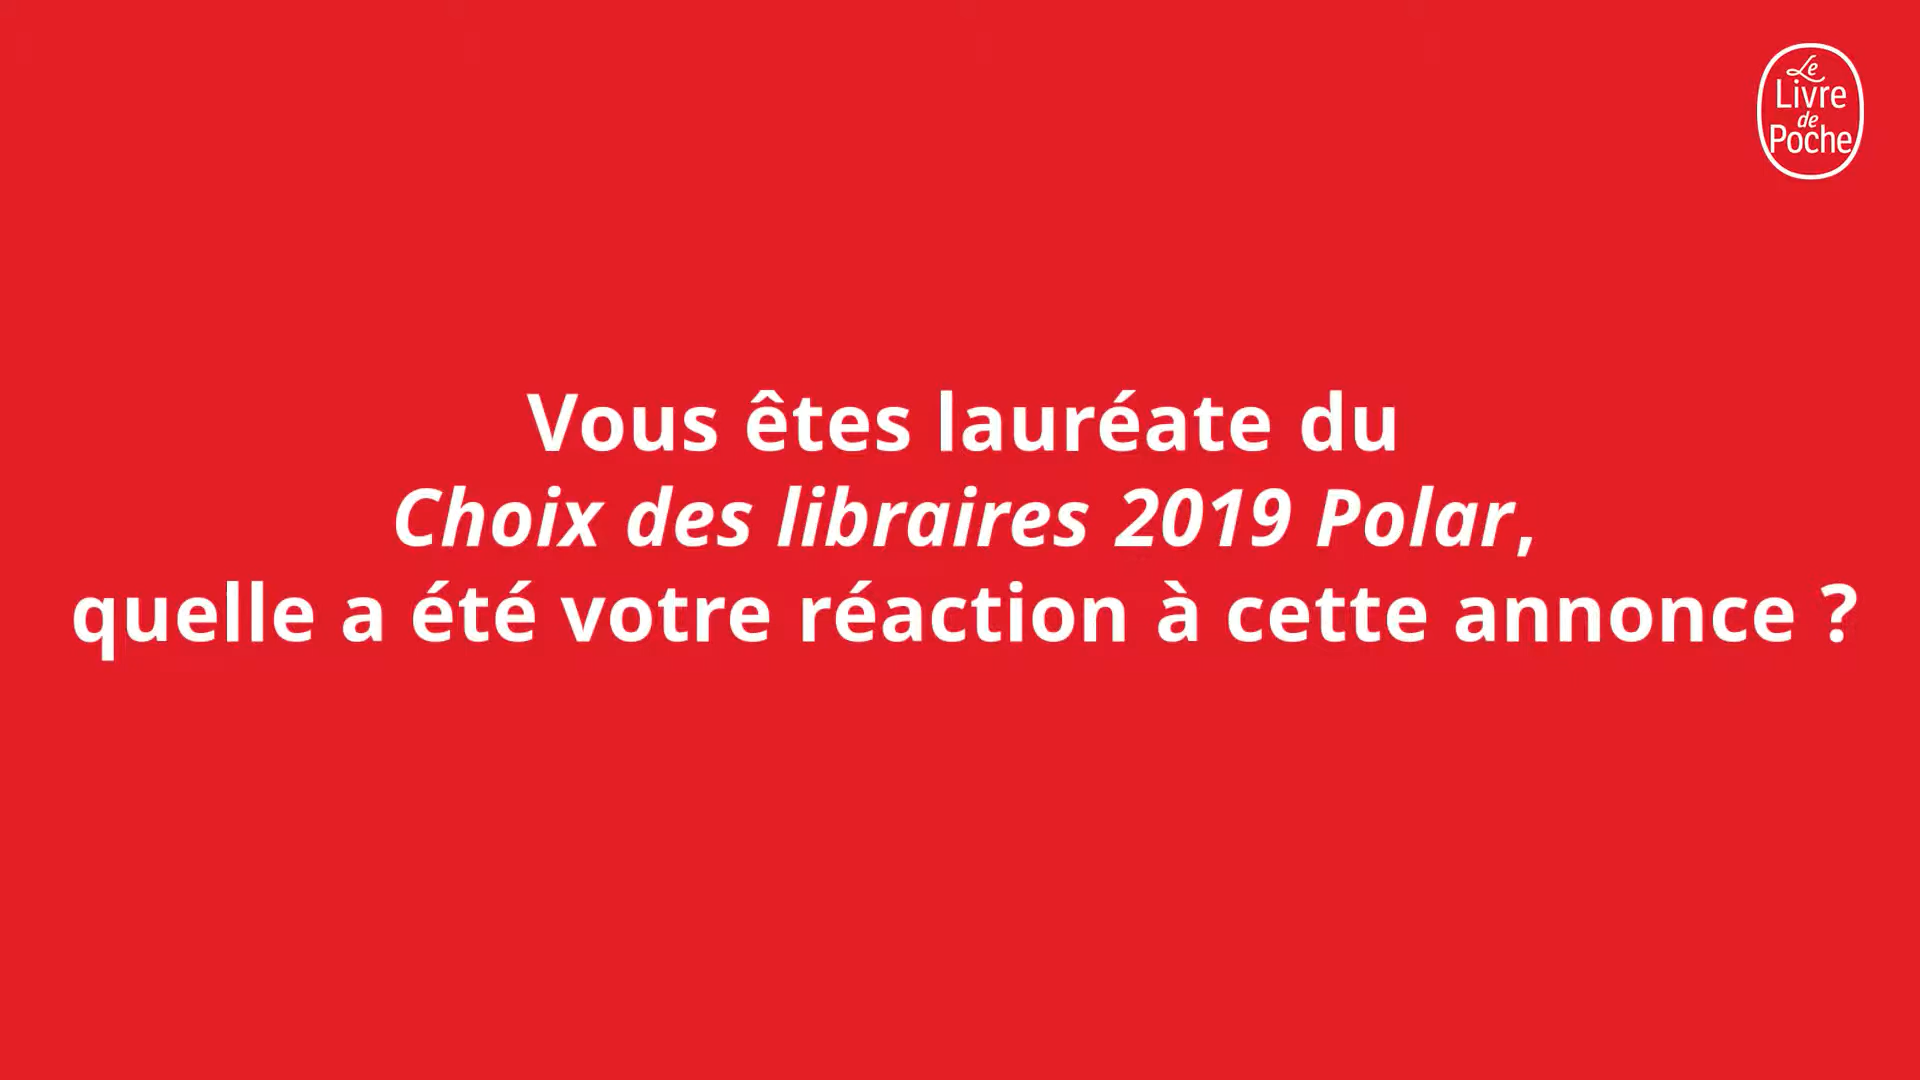 Le
Livre
de
Poche
Vous êtes lauréate du
Choix des libraires 2019 Polar,
quelle a été votre réaction à cette annonce ?